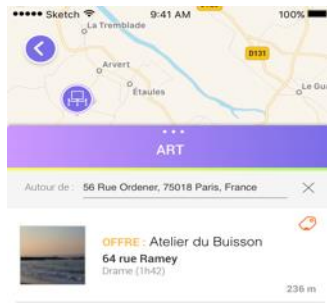 Sketch 9:41 AM 100%
La Tremblade
D131
Arvert
Étaules
Le Gu
ART
Autour de : 56 Rue Ordener, 75018 Paris, France
OFFRE : Atelier du Buisson
64 rue Ramey
Drame (1h42)
236 m